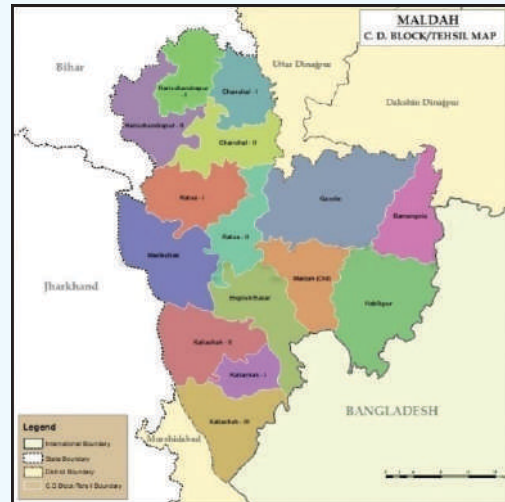 MALDAH
C. D. BLOCK/TEHSIL MAP
Bihar
Uttar Dinajpur
Dakshin Dinajpur
Harischandrapur - I
Chanchal - I
Harischandrapur - II
Chanchal - II
Ratua - I
Gazole
Bamangola
Ratua - II
Manikchak
Maldah (Old)
Habibpur
Jharkhand
English Bazar
Kaliachak - II
Kaliachak - I
Kaliachak - III
BANGLADESH
Murshidabad
Legend
International Boundary
State Boundary
District Boundary
C.D Block/Tehsil Boundary